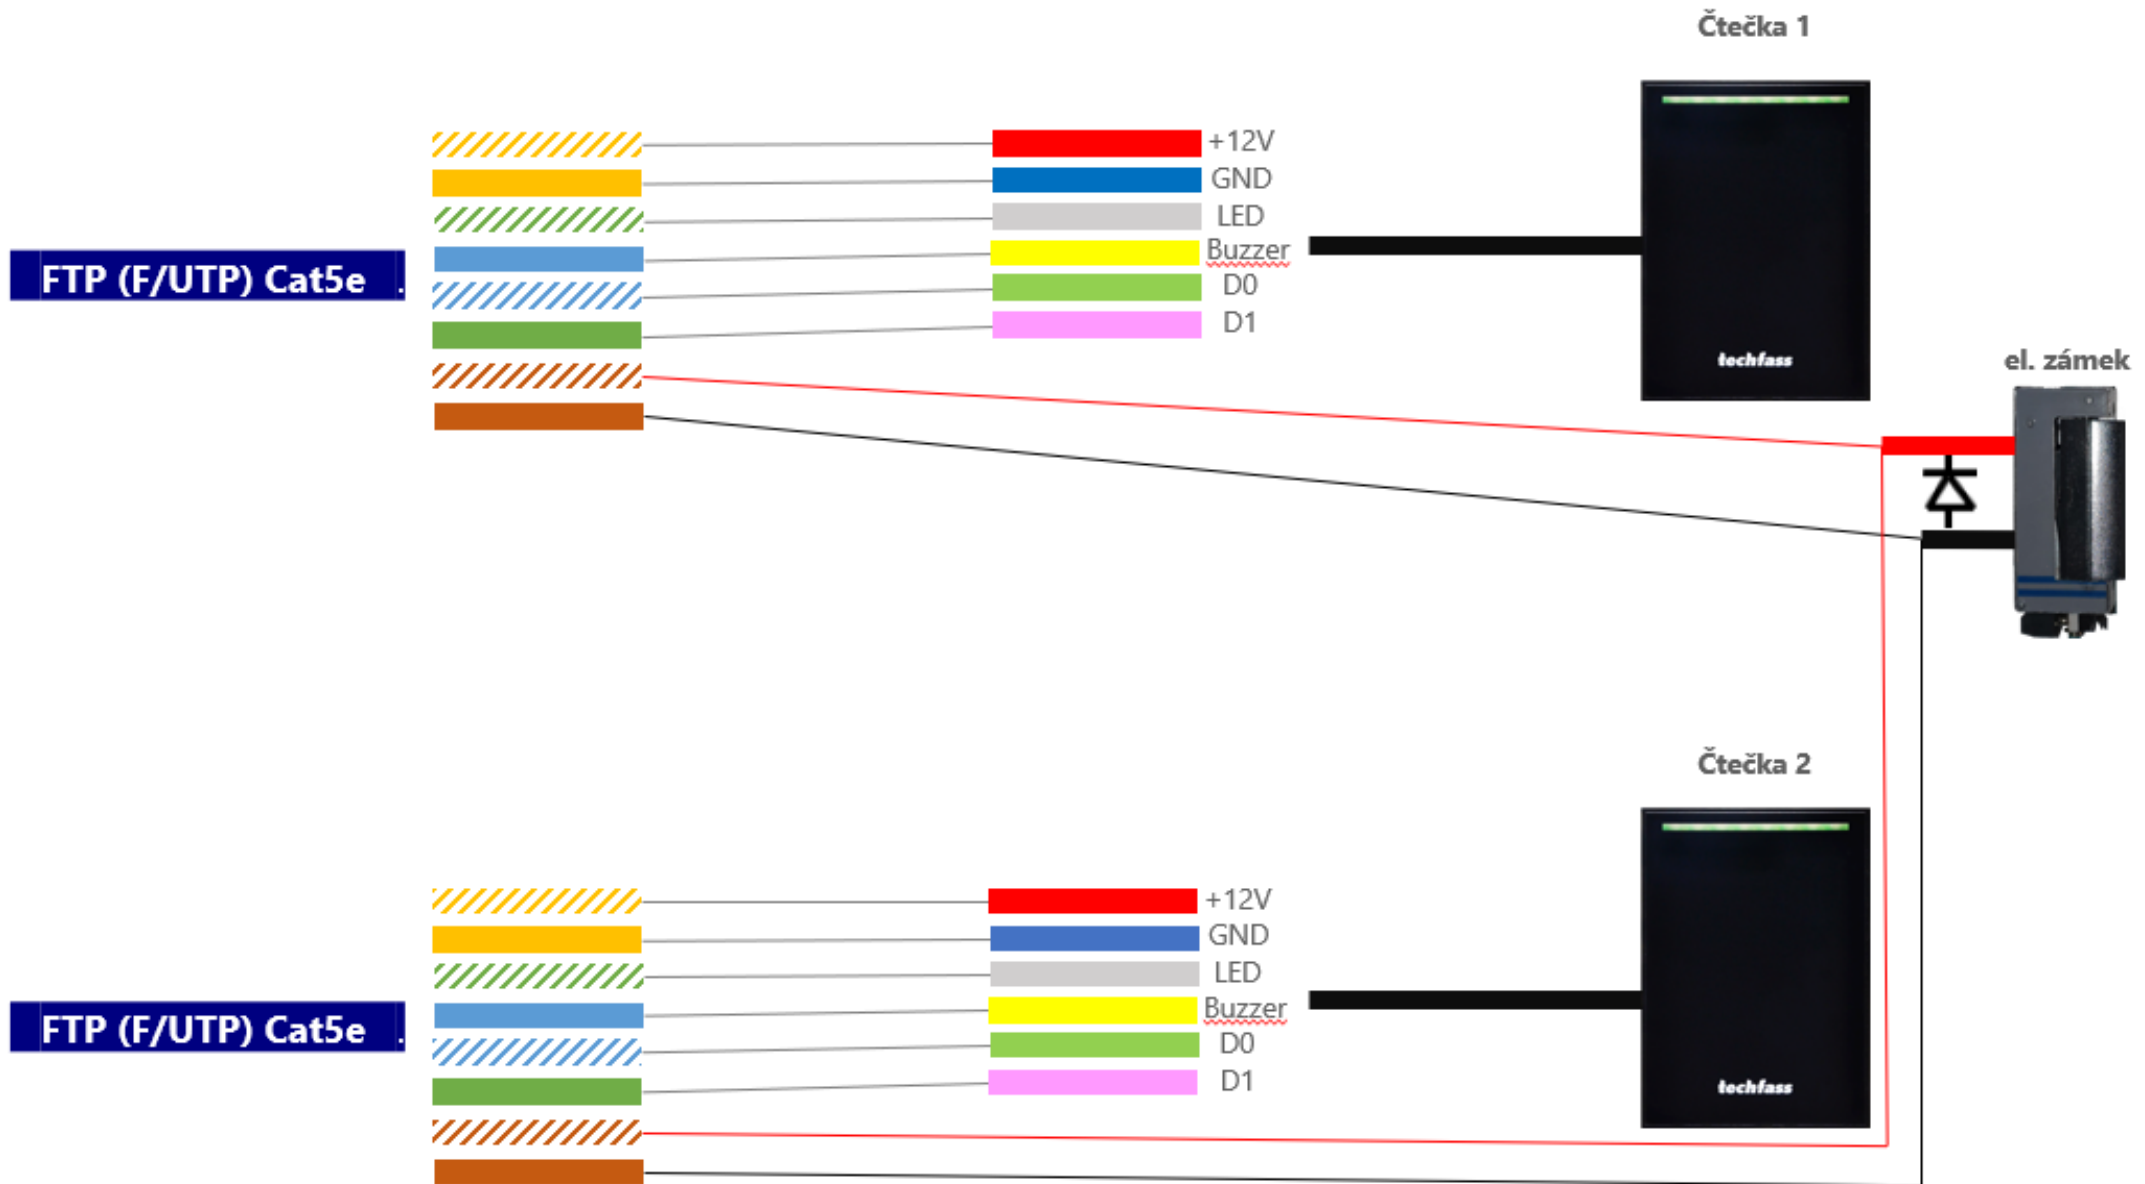 Čtečka 1
+12V
GND
LED
Buzzer
D0
D1
FTP (F/UTP) Cat5e .
techfass
el. zámek
Čtečka 2
+12V
GND
LED
Buzzer
D0
D1
FTP (F/UTP) Cat5e .
techfass